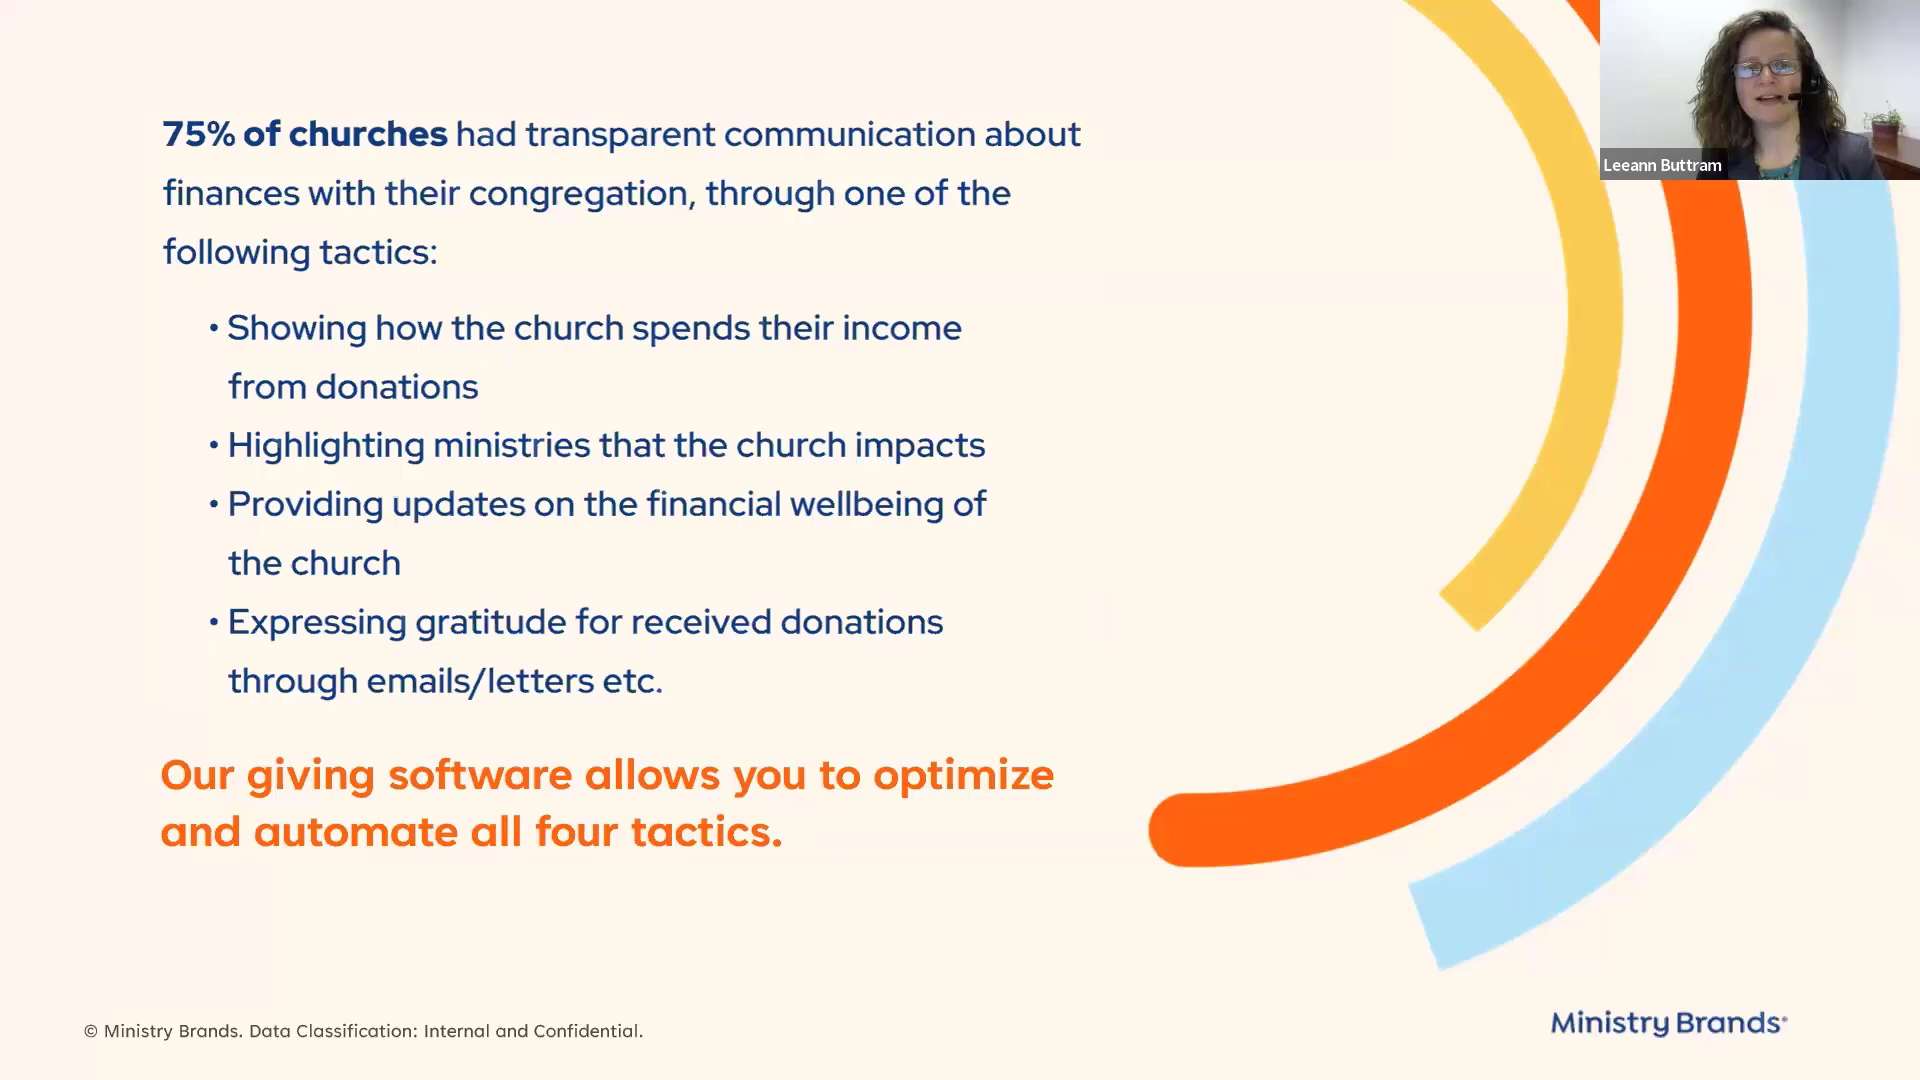 75% of churches had transparent communication about
finances with their congregation, through one of the
following tactics:
• Showing how the church spends their income
from donations
• Highlighting ministries that the church impacts
• Providing updates on the financial wellbeing of
the church
• Expressing gratitude for received donations
through emails/letters etc.
Our giving software allows you to optimize
and automate all four tactics.
Leeann Buttram
© Ministry Brands. Data Classification: Internal and Confidential.
Ministry Brands®